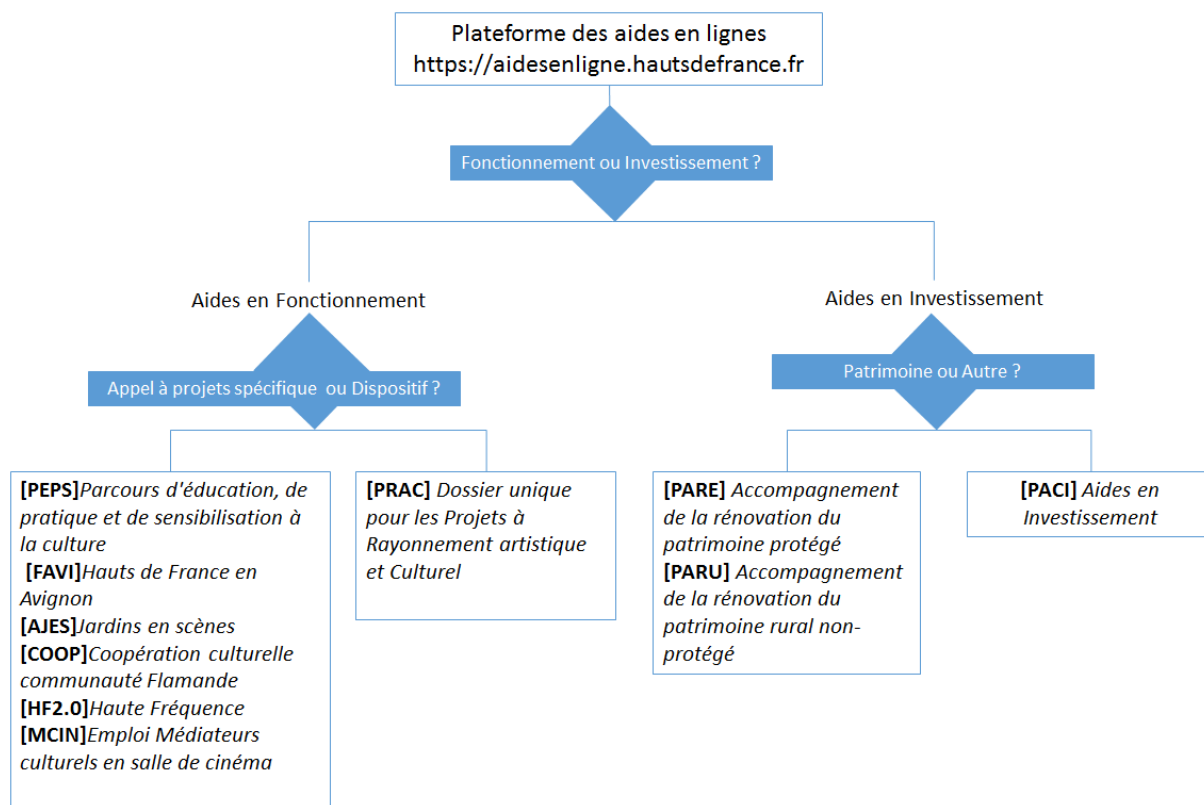 Plateforme des aides en lignes
https://aidesenligne.hautsdefrance.fr
Fonctionnement ou Investissement ?
Aides en Fonctionnement
Aides en Investissement
Appel à projets spécifique ou Dispositif ?
Patrimoine ou Autre ?
[PEPS]Parcours d'éducation, de
pratique et de sensibilisation à
la culture
[FAVI]Hauts de France en
Avignon
[AJES]Jardins en scènes
[COOP]Coopération culturelle
communauté Flamande
[HF2.0]Haute Fréquence
[MCIN]Emploi Médiateurs
culturels en salle de cinéma
[PRAC] Dossier unique
pour les Projets à
Rayonnement artistique
et Culturel
[PARE] Accompagnement
de la rénovation du
patrimoine protégé
[PARU] Accompagnement
de la rénovation du
patrimoine rural non-
protégé
[PACI] Aides en
Investissement